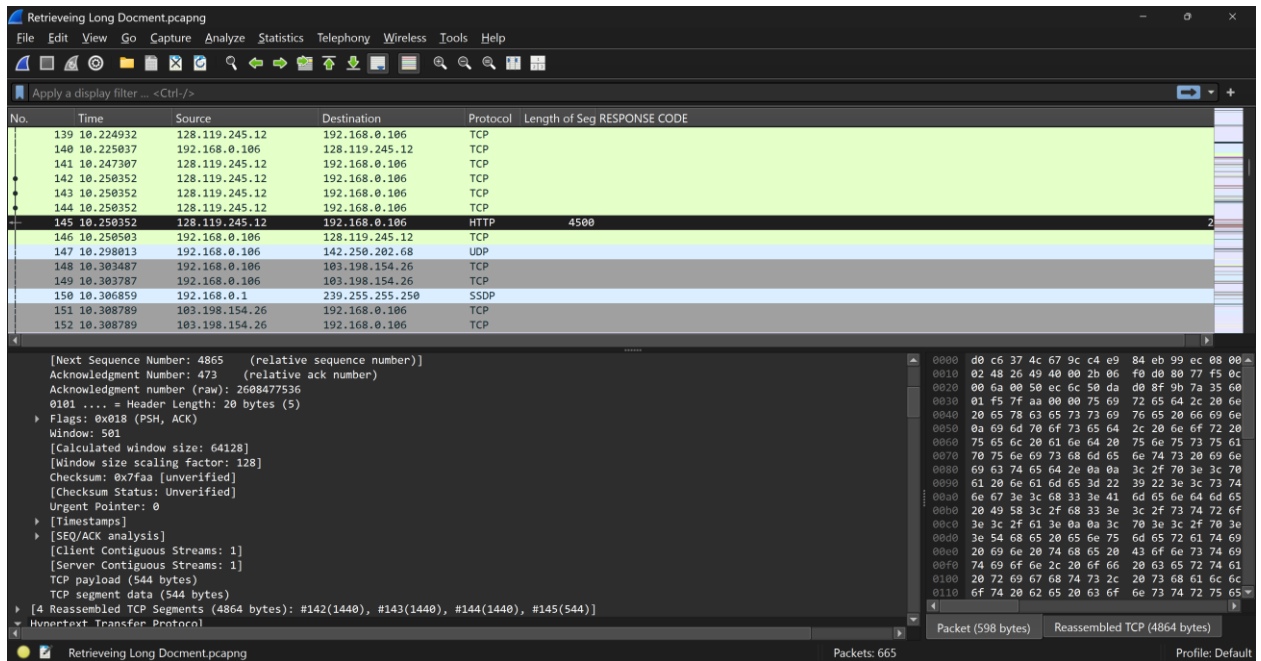 Retrieveing Long Docment.pcapng
File Edit View Go Capture Analyze Statistics Telephony Wireless Tools Help
Apply a display filter ... <Ctrl-/>
No. Time Source Destination Protocol Length of Seg RESPONSE CODE
139 10.224932 128.119.245.12 192.168.0.106 TCP
140 10.225037 192.168.0.106 128.119.245.12 TCP
141 10.247307 128.119.245.12 192.168.0.106 TCP
142 10.250352 128.119.245.12 192.168.0.106 TCP
143 10.250352 128.119.245.12 192.168.0.106 TCP
144 10.250352 128.119.245.12 192.168.0.106 TCP
145 10.250352 128.119.245.12 192.168.0.106 HTTP 4500 2
146 10.250503 192.168.0.106 128.119.245.12 TCP
147 10.298013 192.168.0.106 142.250.202.68 UDP
148 10.303487 192.168.0.106 103.198.154.26 TCP
149 10.303787 192.168.0.106 103.198.154.26 TCP
150 10.306859 192.168.0.1 239.255.255.250 SSDP
151 10.308789 103.198.154.26 192.168.0.106 TCP
152 10.308789 103.198.154.26 192.168.0.106 TCP
[Next Sequence Number: 4865 (relative sequence number)]
Acknowledgment Number: 473 (relative ack number)
Acknowledgment number (raw): 2608477536
0101 .... = Header Length: 20 bytes (5)
Flags: 0x018 (PSH, ACK)
Window: 501
[Calculated window size: 64128]
[Window size scaling factor: 128]
Checksum: 0x7faa [unverified]
[Checksum Status: Unverified]
Urgent Pointer: 0
[Timestamps]
[SEQ/ACK analysis]
[Client Contiguous Streams: 1]
[Server Contiguous Streams: 1]
TCP payload (544 bytes)
TCP segment data (544 bytes)
[4 Reassembled TCP Segments (4864 bytes): #142(1440), #143(1440), #144(1440), #145(544)]
Hypertext Transfer Protocol
0000 d0 c6 37 4c 67 9c c4 e9 84 eb 99 ec 08 00
0010 02 48 26 49 40 00 2b 06 f0 d0 80 77 f5 0c
0020 00 6a 00 50 ec 6c 50 da d0 8f 9b 7a 35 60
0030 01 f5 7f aa 00 00 75 69 72 65 64 2c 20 6e
0040 20 65 78 63 65 73 73 69 76 65 20 66 69 6e
0050 0a 69 6d 70 6f 73 65 64 2c 20 6e 6f 72 20
0060 75 65 6c 20 61 6e 64 20 75 6e 75 73 75 61
0070 70 75 6e 69 73 68 6d 65 6e 74 73 20 69 6e
0080 69 63 74 65 64 2e 0a 0a 3c 2f 70 3e 3c 70
0090 61 20 6e 61 6d 65 3d 22 39 22 3e 3c 73 74
00a0 6e 67 3e 3c 68 33 3e 41 6d 65 6e 64 6d 65
00b0 20 49 58 3c 2f 68 33 3e 3c 2f 73 74 72 6f
00c0 3e 3c 2f 61 3e 0a 0a 3c 70 3e 3c 2f 70 3e
00d0 3e 54 68 65 20 65 6e 75 6d 65 72 61 74 69
00e0 20 69 6e 20 74 68 65 20 43 6f 6e 73 74 69
00f0 74 69 6f 6e 2c 20 6f 66 20 63 65 72 74 61
0100 20 72 69 67 68 74 73 2c 20 73 68 61 6c 6c
0110 6f 74 20 62 65 20 63 6f 6e 73 74 72 75 65
Packet (598 bytes) Reassembled TCP (4864 bytes)
Retrieveing Long Docment.pcapng Packets: 665 Profile: Default